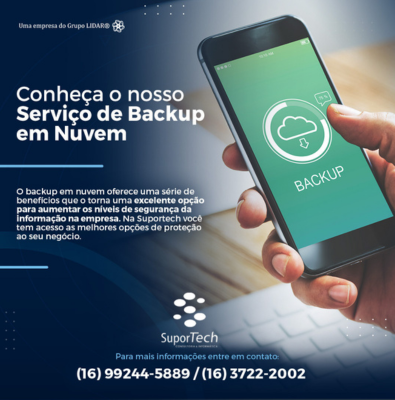 Uma empresa do Grupo LIDAR®
Conheça o nosso
Serviço de Backup
em Nuvem
BACKUP
O backup em nuvem oferece uma série de
benefícios que o torna uma excelente opção
para aumentar os níveis de segurança da
informação na empresa. Na Suportech você
tem acesso as melhores opções de proteção
ao seu negócio.
SuporTech
Para mais informações entre em contato:
(16) 99244-5889 / (16) 3722-2002